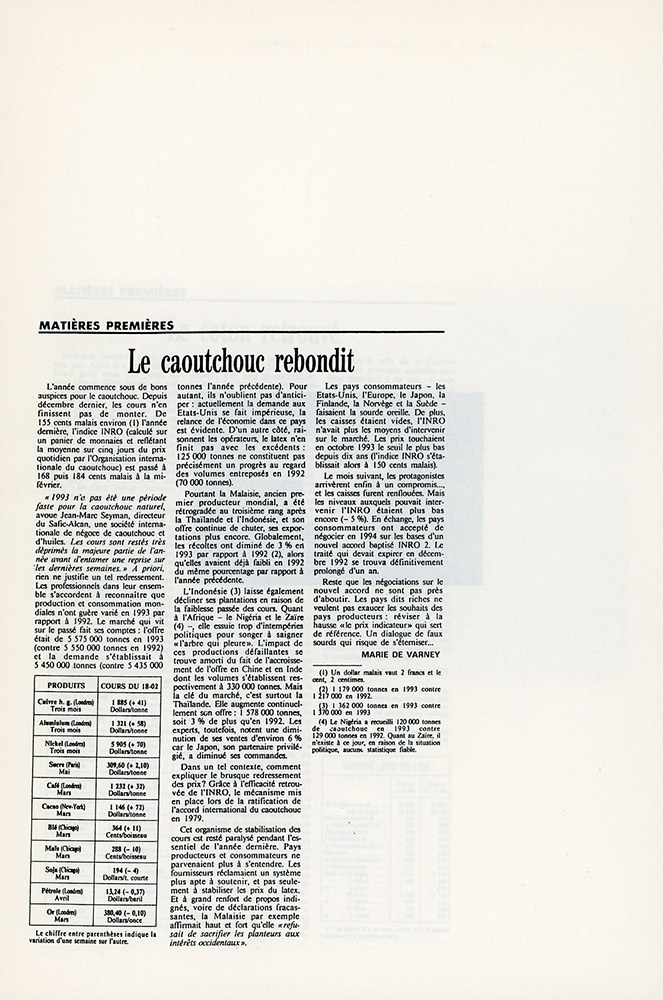 MATIÈRES PREMIÈRES
Le caoutchouc rebondit
L'année commence sous de bons
auspices pour le caoutchouc. Depuis
décembre dernier, les cours n'en
finissent pas de monter. De
155 cents malais environ (1) l'année
dernière, l'indice INRO (calculé sur
un panier de monnaies et reflétant
la moyenne sur cinq jours du prix
quotidien par l'Organisation interna-
tionale du caoutchouc) est passé à
168 puis 184 cents malais à la mi-
février.
« 1993 n'a pas été une période
faste pour la caoutchouc naturel,
avoue Jean-Marc Seyman, directeur
du Safic-Alcan, une société interna-
tionale de négoce de caoutchouc et
d'huiles. Les cours sont restés très
déprimés la majeure partie de l'an-
née avant d'entamer une reprise sur
les dernières semaines. » A priori,
rien ne justifie un tel redressement.
Les professionnels dans leur ensem-
ble s'accordent à reconnaître que
production et consommation mon-
diales n'ont guère varié en 1993 par
rapport à 1992. Le marché qui vit
sur le passé fait ses comptes : l'offre
était de 5 575 000 tonnes en 1993
(contre 5 550 000 tonnes en 1992)
et la demande s'établissait à
5 450 000 tonnes (contre 5 435 000
PRODUITS COURS DU 18-02
Cuivre h. g. (Londres) 1 885 (+ 41)
Trois mois Dollars/tonne
Aluminium (Londres) 1 321 (+ 58)
Trois mois Dollars/tonne
Nickel (Londres) 5 905 (+ 70)
Trois mois Dollars/tonne
Sucre (Paris) 309,60 (+ 2,10)
Mai Dollars/tonne
Café (Londres) 1 232 (+ 32)
Mars Dollars/tonne
Cacao (New-York) 1 146 (+ 72)
Mars Dollars/tonne
Blé (Chicago) 364 (+ 11)
Mars Cents/boisseau
Maïs (Chicago) 288 (– 10)
Mars Cents/boisseau
Soja (Chicago) 194 (– 4)
Mars Dollars/t. courte
Pétrole (Londres) 13,24 (– 0,37)
Avril Dollars/baril
Or (Londres) 380,40 (– 0,10)
Mars Dollars/once
Le chiffre entre parenthèses indique la
variation d'une semaine sur l'autre.
tonnes l'année précédente). Pour
autant, ils n'oublient pas d'antici-
per : actuellement la demande aux
Etats-Unis se fait impérieuse, la
relance de l'économie dans ce pays
est évidente. D'un autre côté, rai-
sonnent les opérateurs, le latex n'en
finit pas avec les excédents :
125 000 tonnes ne constituent pas
précisément un progrès au regard
des volumes entreposés en 1992
(70 000 tonnes).
Pourtant la Malaisie, ancien pre-
mier producteur mondial, a été
rétrogradée au troisième rang après
la Thaïlande et l'Indonésie, et son
offre continue de chuter, ses expor-
tations plus encore. Globalement,
les récoltes ont diminé de 3 % en
1993 par rapport à 1992 (2), alors
qu'elles avaient déjà faibli en 1992
du même pourcentage par rapport à
l'année précédente.
L'Indonésie (3) laisse également
décliner ses plantations en raison de
la faiblesse passée des cours. Quant
à l'Afrique – le Nigéria et le Zaïre
(4) –, elle essuie trop d'intempéries
politiques pour songer à saigner
« l'arbre qui pleure ». L'impact de
ces productions défaillantes se
trouve amorti du fait de l'accroisse-
ment de l'offre en Chine et en Inde
dont les volumes s'établissent res-
pectivement à 330 000 tonnes. Mais
la clé du marché, c'est surtout la
Thaïlande. Elle augmente continuel-
lement son offre : 1 578 000 tonnes,
soit 3 % de plus qu'en 1992. Les
experts, toutefois, notent une dimi-
nution de ses ventes d'environ 6 %
car le Japon, son partenaire privilé-
gié, a diminué ses commandes.
Dans un tel contexte, comment
expliquer le brusque redressement
des prix ? Grâce à l'efficacité retrou-
vée de l'INRO, le mécanisme mis
en place lors de la ratification de
l'accord international du caoutchouc
en 1979.
Cet organisme de stabilisation des
cours est resté paralysé pendant l'es-
sentiel de l'année dernière. Pays
producteurs et consommateurs ne
parvenaient plus à s'entendre. Les
fournisseurs réclamaient un système
plus apte à soutenir, et pas seule-
ment à stabiliser les prix du latex.
Et à grand renfort de propos indi-
gnés, voire de déclarations fracas-
santes, la Malaisie par exemple
affirmait haut et fort qu'elle « refu-
sait de sacrifier les planteurs aux
intérêts occidentaux ».
Les pays consommateurs – les
Etats-Unis, l'Europe, le Japon, la
Finlande, la Norvège et la Suède –
faisaient la sourde oreille. De plus,
les caisses étaient vides, l'INRO
n'avait plus les moyens d'intervenir
sur le marché. Les prix touchaient
en octobre 1993 le seuil le plus bas
depuis dix ans (l'indice INRO s'éta-
blissait alors à 150 cents malais).
Le mois suivant, les protagonistes
arrivèrent enfin à un compromis...,
et les caisses furent renflouées. Mais
les niveaux auxquels pouvait inter-
venir l'INRO étaient plus bas
encore (– 5 %). En échange, les pays
consommateurs ont accepté de
négocier en 1994 sur les bases d'un
nouvel accord baptisé INRO 2. Le
traité qui devait expirer en décem-
bre 1992 se trouva définitivement
prolongé d'un an.
Reste que les négociations sur le
nouvel accord ne sont pas près
d'aboutir. Les pays dits riches ne
veulent pas exaucer les souhaits des
pays producteurs : réviser à la
hausse « le prix indicateur » qui sert
de référence. Un dialogue de faux
sourds qui risque de s'éterniser...
MARIE DE VARNEY
(1) Un dollar malais vaut 2 francs et le
cent, 2 centimes.
(2) 1 179 000 tonnes en 1993 contre
1 217 000 en 1992.
(3) 1 362 000 tonnes en 1993 contre
1 370 000 en 1993
(4) Le Nigéria a recueilli 120 000 tonnes
de caoutchouc en 1993 contre
129 000 tonnes en 1992. Quant au Zaïre, il
n'existe à ce jour, en raison de la situation
politique, aucune statistique fiable.